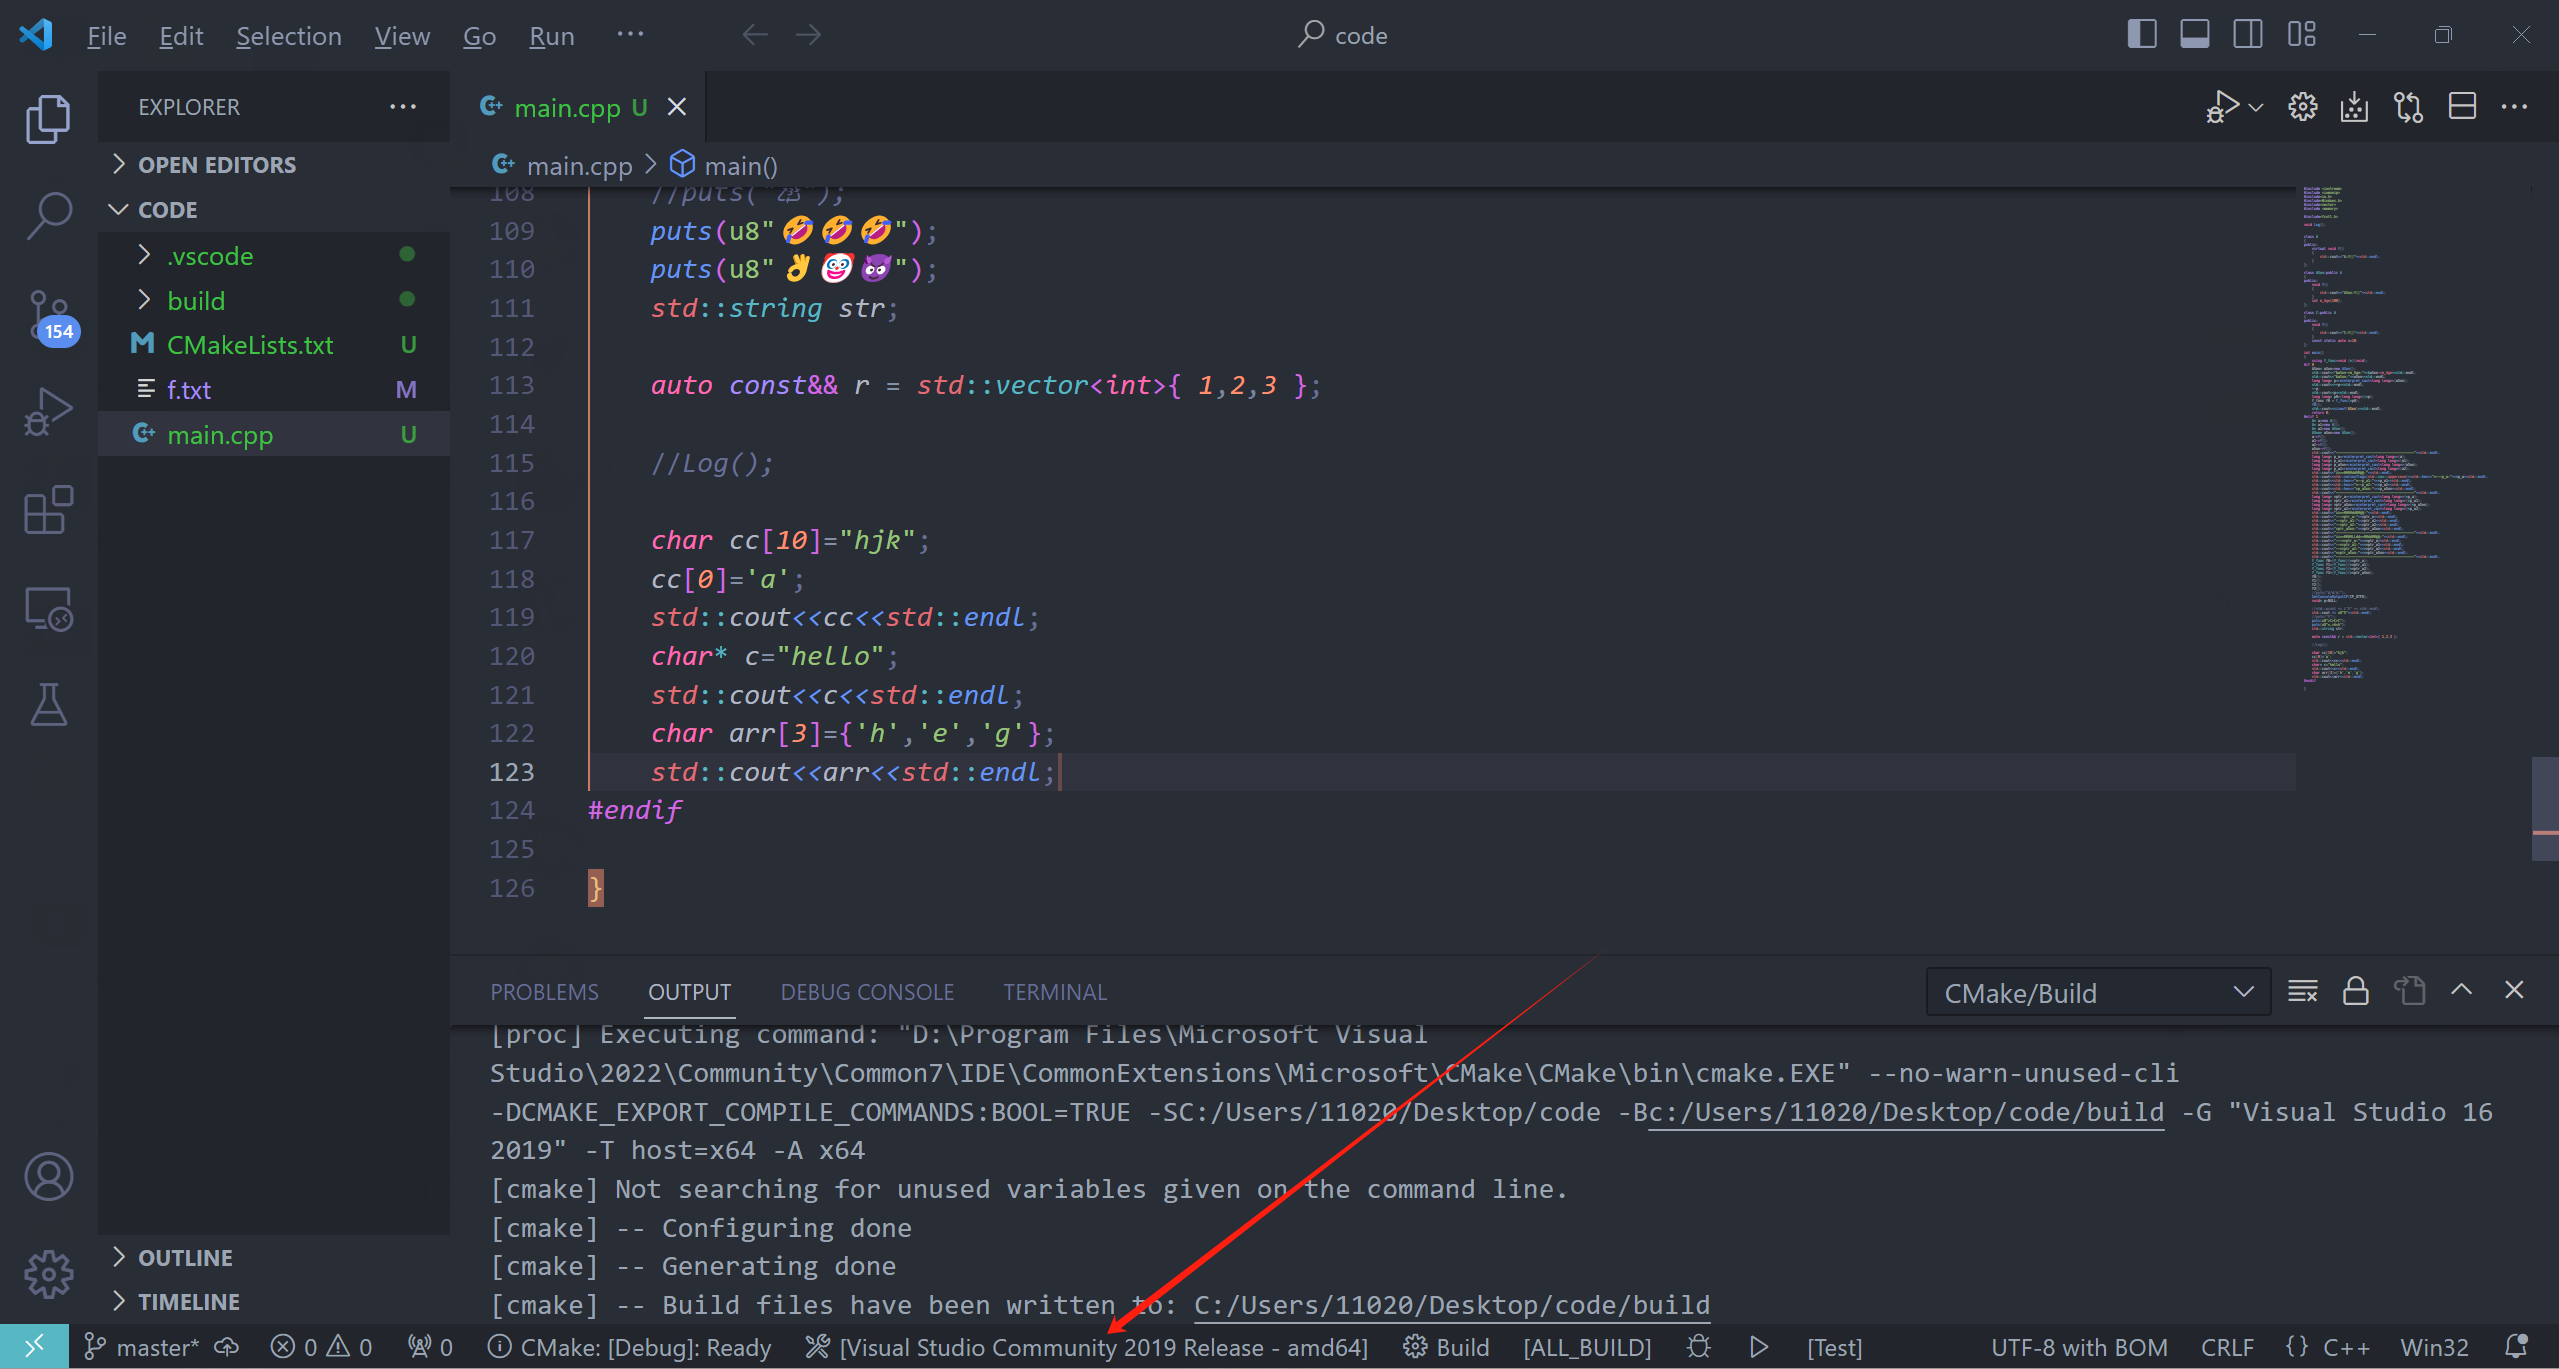 File Edit Selection View Go Run ··· code
EXPLORER ···
OPEN EDITORS
CODE
.vscode
build
CMakeLists.txt U
f.txt M
main.cpp U
154
OUTLINE
TIMELINE
main.cpp U
main.cpp > main()
108 //puts(" ");
109 puts(u8"🤣🤣🤣");
110 puts(u8"👌🤡😈");
111 std::string str;
112
113 auto const&& r = std::vector<int>{ 1,2,3 };
114
115 //Log();
116
117 char cc[10]="hjk";
118 cc[0]='a';
119 std::cout<<cc<<std::endl;
120 char* c="hello";
121 std::cout<<c<<std::endl;
122 char arr[3]={'h','e','g'};
123 std::cout<<arr<<std::endl;
124 #endif
125
126 }
PROBLEMS OUTPUT DEBUG CONSOLE TERMINAL CMake/Build
[proc] Executing command: "D:\Program Files\Microsoft Visual
Studio\2022\Community\Common7\IDE\CommonExtensions\Microsoft\CMake\CMake\bin\cmake.EXE" --no-warn-unused-cli
-DCMAKE_EXPORT_COMPILE_COMMANDS:BOOL=TRUE -SC:/Users/11020/Desktop/code -Bc:/Users/11020/Desktop/code/build -G "Visual Studio 16
2019" -T host=x64 -A x64
[cmake] Not searching for unused variables given on the command line.
[cmake] -- Configuring done
[cmake] -- Generating done
[cmake] -- Build files have been written to: C:/Users/11020/Desktop/code/build
master* 0 0 0 CMake: [Debug]: Ready [Visual Studio Community 2019 Release - amd64] Build [ALL_BUILD] [Test] UTF-8 with BOM CRLF {} C++ Win32